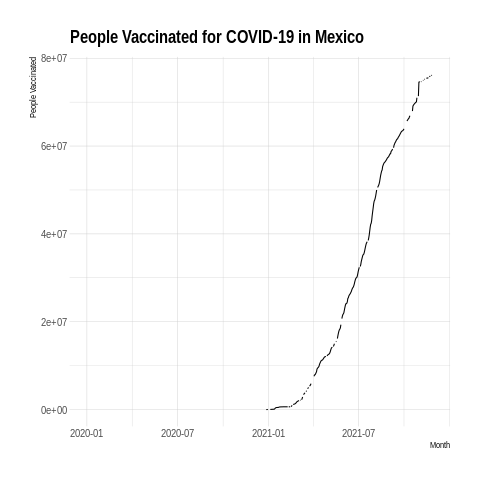 People Vaccinated for COVID-19 in Mexico
People Vaccinated
8e+07
6e+07
4e+07
2e+07
0e+00
2020-01
2020-07
2021-01
2021-07
Month